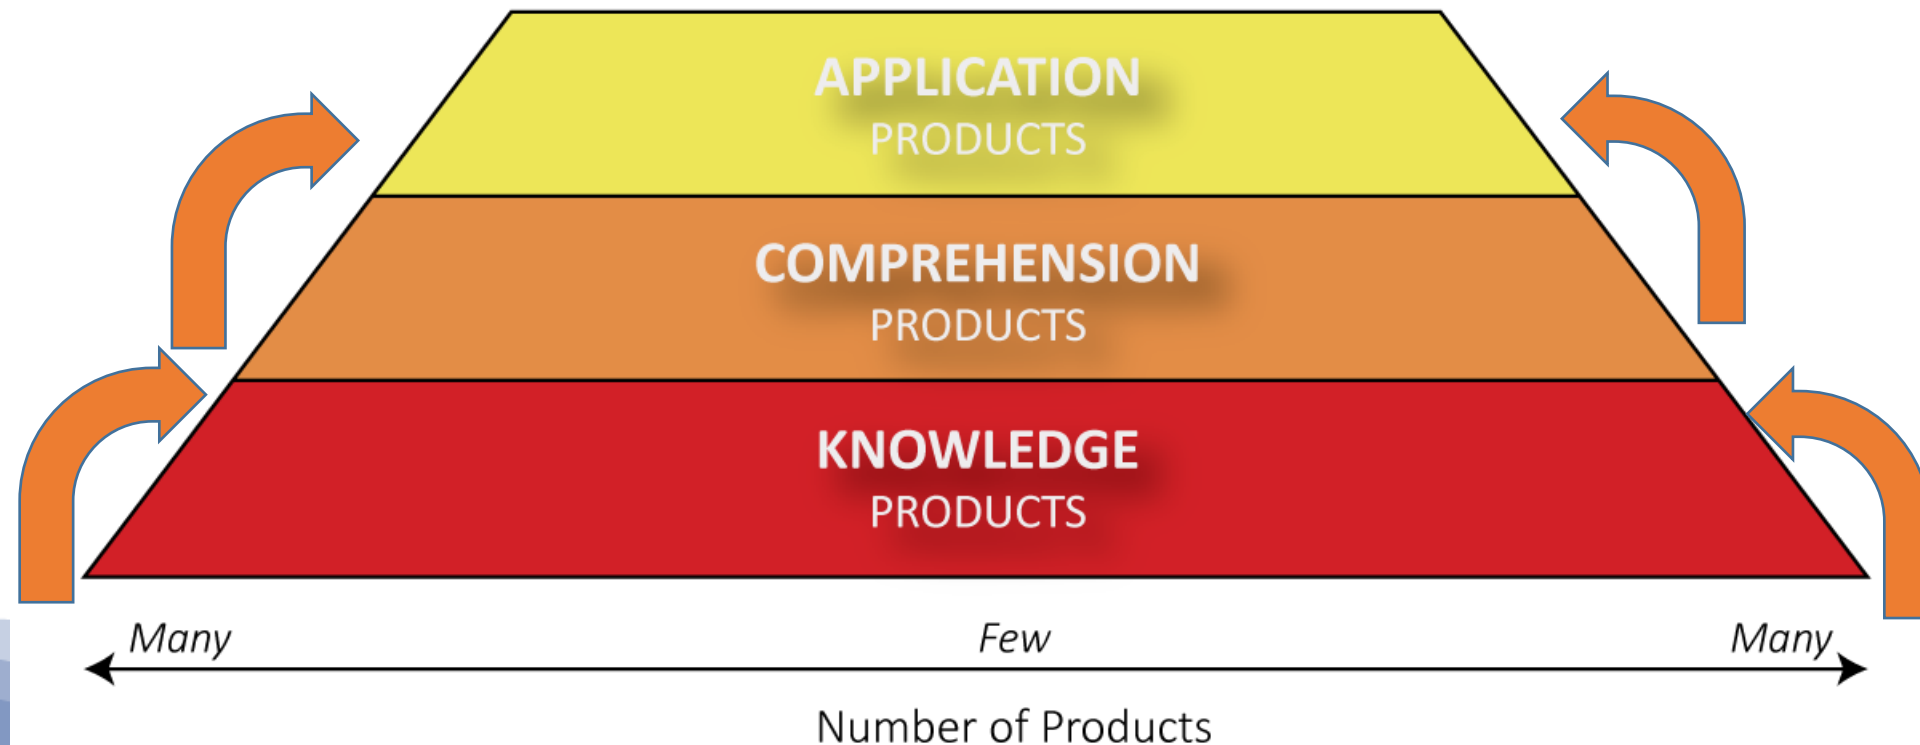 APPLICATION
PRODUCTS
COMPREHENSION
PRODUCTS
KNOWLEDGE
PRODUCTS
Many Few Many
Number of Products